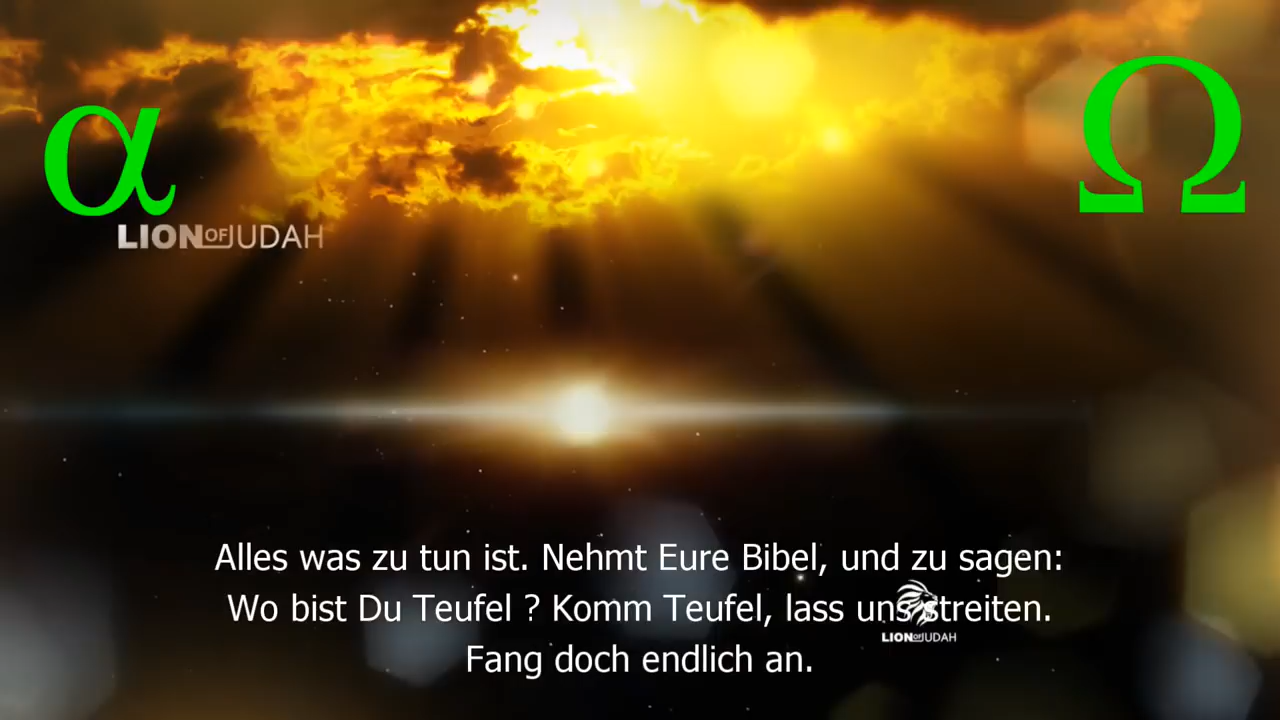 α
Ω
LION OF JUDAH
Alles was zu tun ist. Nehmt Eure Bibel, und zu sagen:
Wo bist Du Teufel ? Komm Teufel, lass uns streiten.
LION OF JUDAH
Fang doch endlich an.